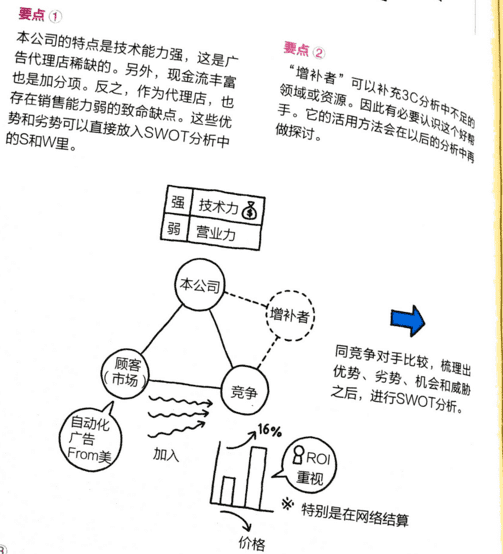 要点①
本公司的特点是技术能力强，这是广
告代理店稀缺的。另外，现金流丰富
也是加分项。反之，作为代理店，也
存在销售能力弱的致命缺点。这些优
势和劣势可以直接放入SWOT分析中
的S和W里。
要点②
“增补者”可以补充3C分析中不足的
领域或资源。因此有必要认识这个好帮
手。它的活用方法会在以后的分析中再
做探讨。
强 技术力
弱 营业力
本公司
增补者
顾客
（市场）
竞争
自动化
广告
From美
加入
16%
ROI
重视
※ 特别是在网络结算
价格
同竞争对手比较，梳理出
优势、劣势、机会和威胁
之后，进行SWOT分析。